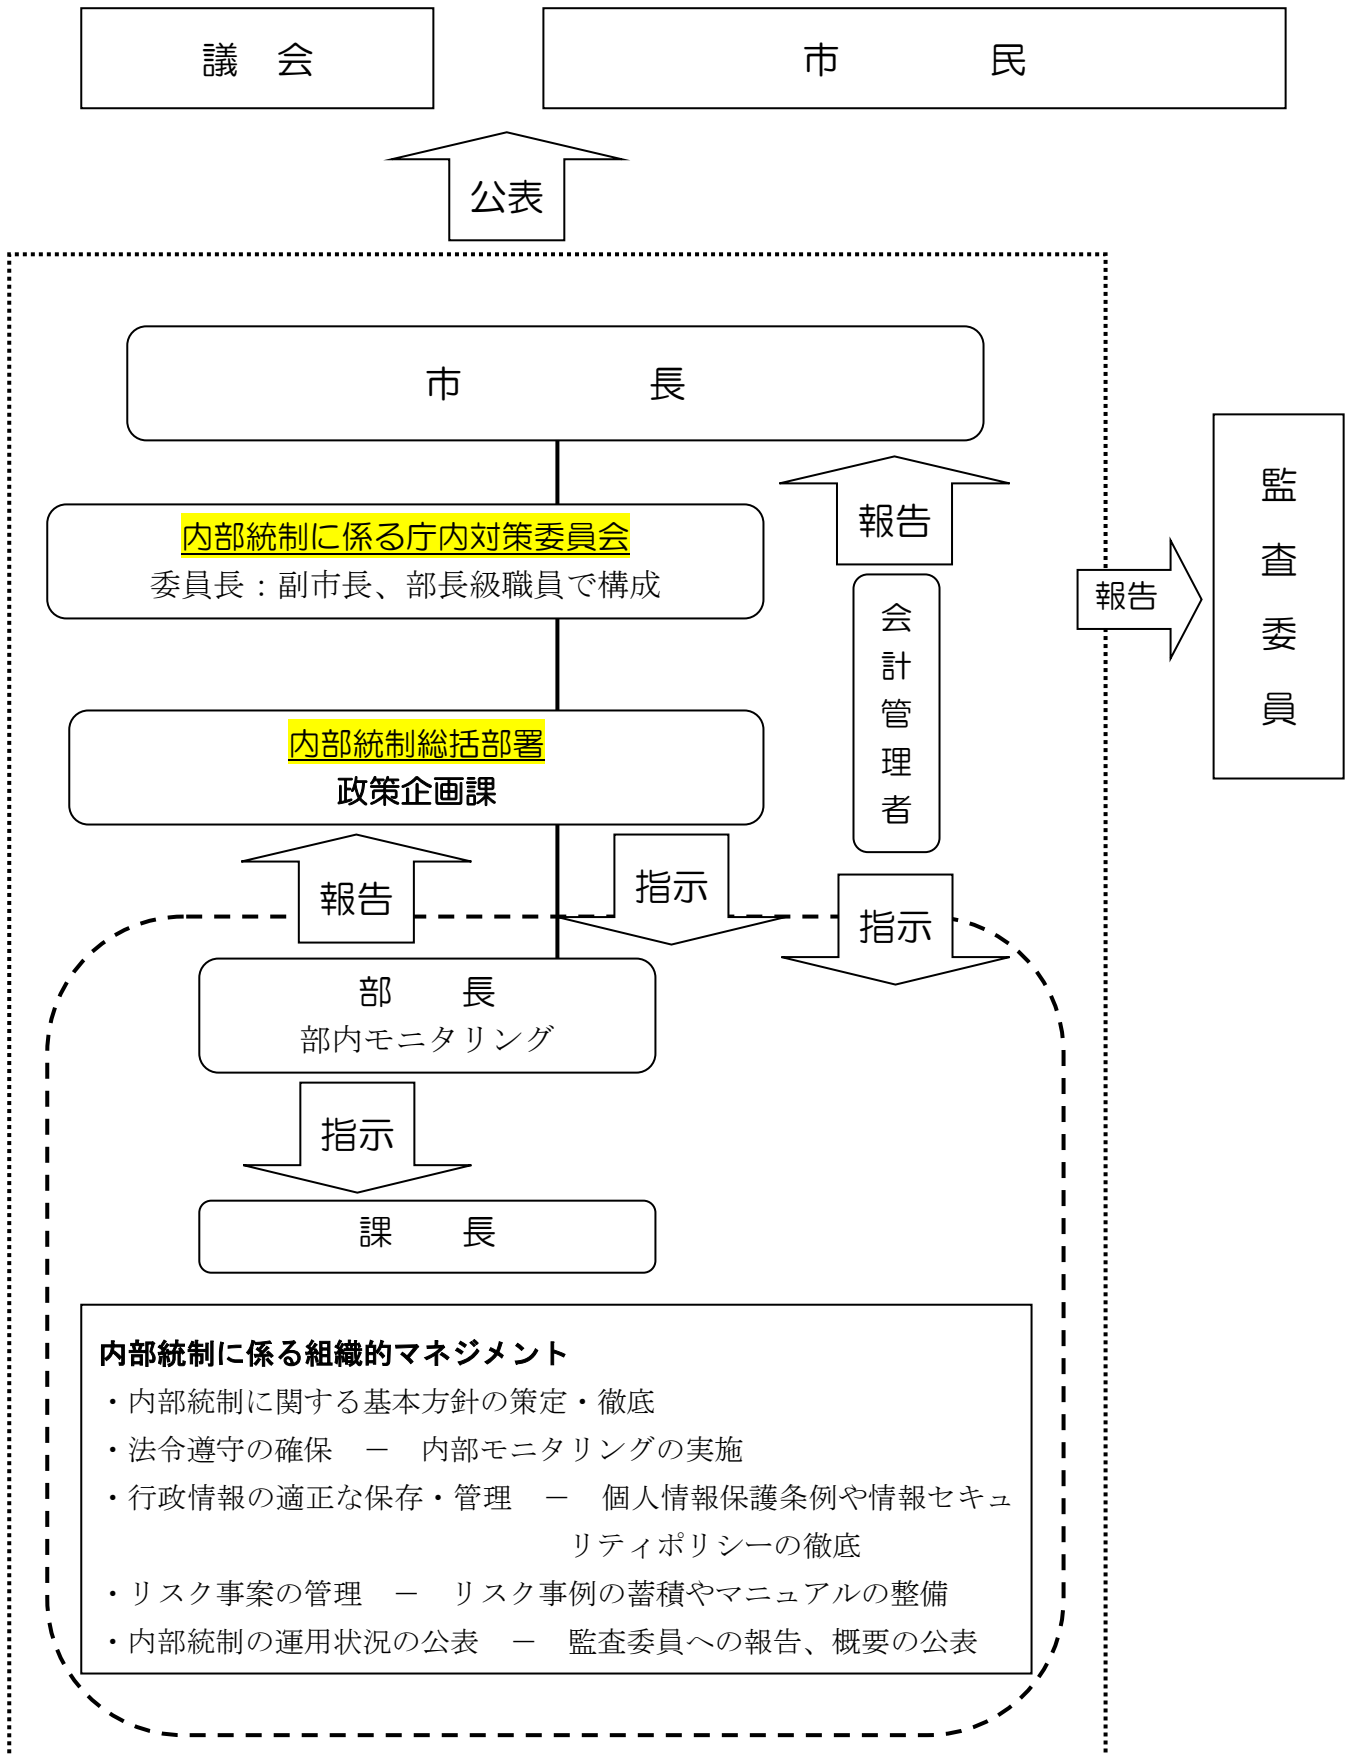 議　会
市　　　　民
公表
市　　　　　長
報告
内部統制に係る庁内対策委員会
委員長：副市長、部長級職員で構成
会計管理者
報告
監査委員
内部統制総括部署
政策企画課
報告
指示
指示
部　　長
部内モニタリング
指示
課　　長
内部統制に係る組織的マネジメント
・内部統制に関する基本方針の策定・徹底
・法令遵守の確保　－　内部モニタリングの実施
・行政情報の適正な保存・管理　－　個人情報保護条例や情報セキュ
リティポリシーの徹底
・リスク事案の管理　－　リスク事例の蓄積やマニュアルの整備
・内部統制の運用状況の公表　－　監査委員への報告、概要の公表